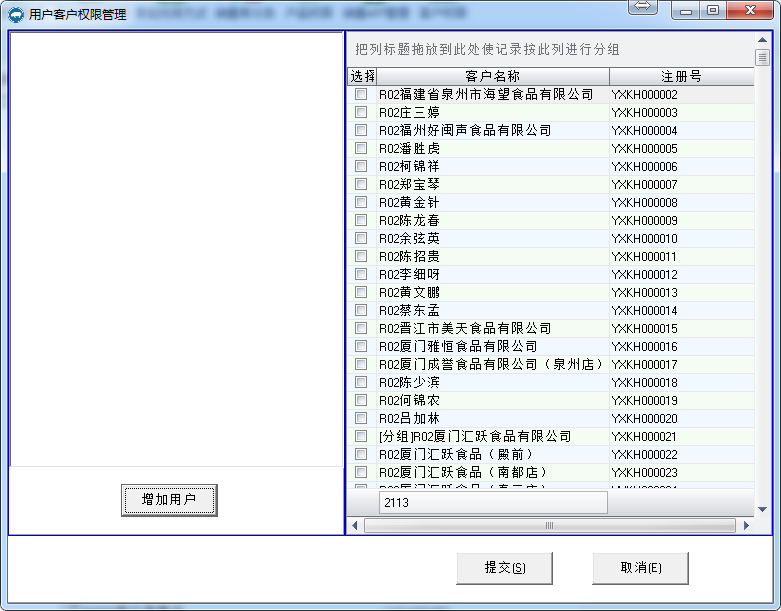 用户客户权限管理
把列标题拖放到此处使记录按此列进行分组
选择 客户名称 注册号
R02福建省泉州市海望食品有限公司 YXKH000002
R02庄三婷 YXKH000003
R02福州好闽声食品有限公司 YXKH000004
R02潘胜虎 YXKH000005
R02柯锦祥 YXKH000006
R02郑宝琴 YXKH000007
R02黄金针 YXKH000008
R02陈龙春 YXKH000009
R02余弦英 YXKH000010
R02陈招贵 YXKH000011
R02李细呀 YXKH000012
R02黄文鹏 YXKH000013
R02蔡东孟 YXKH000014
R02晋江市美天食品有限公司 YXKH000015
R02厦门雅恒食品有限公司 YXKH000016
R02厦门成誉食品有限公司（泉州店） YXKH000017
R02陈少滨 YXKH000018
R02何锦农 YXKH000019
R02吕加林 YXKH000020
[分组]R02厦门汇跃食品有限公司 YXKH000021
R02厦门汇跃食品（殿前） YXKH000022
R02厦门汇跃食品（南都店） YXKH000023
2113
增加用户
提交(S) 取消(E)